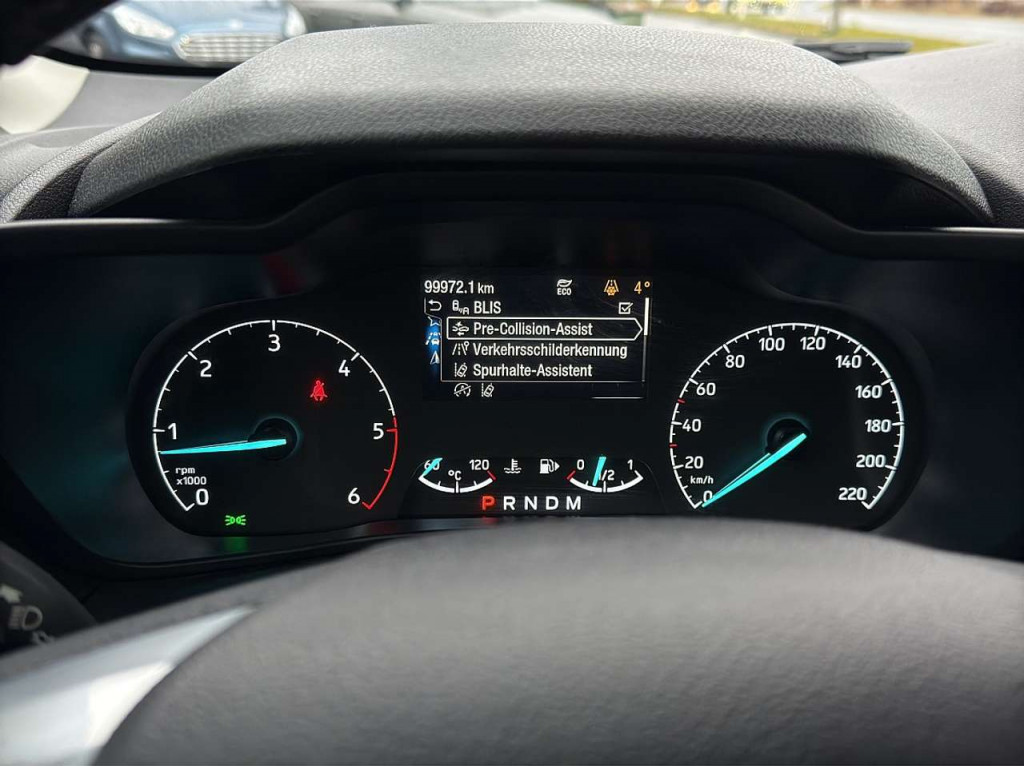 99972.1 km ECO 4°
BLIS
Pre-Collision-Assist
Verkehrsschilderkennung
Spurhalte-Assistent
0 1 2 3 4 5 6
rpm
x1000
60 °C 120
0 1/2 1
P R N D M
0 20 40 60 80 100 120 140 160 180 200 220
km/h